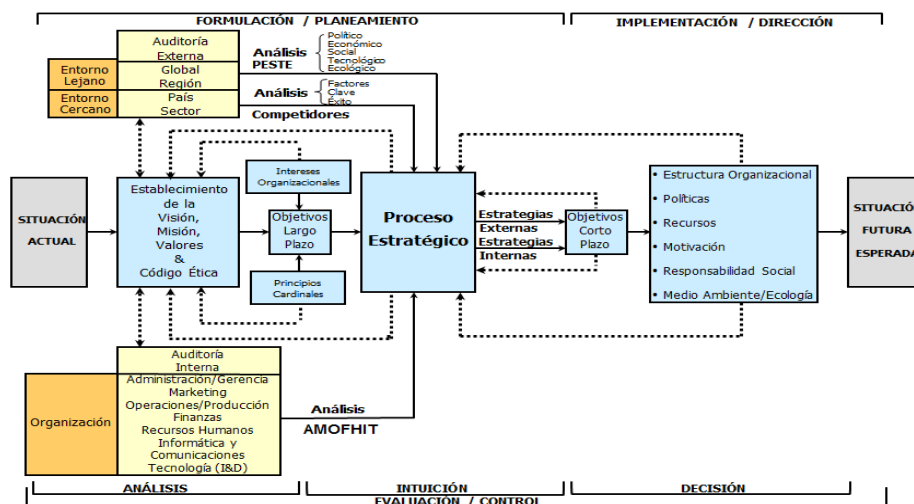 FORMULACIÓN / PLANEAMIENTO
IMPLEMENTACIÓN / DIRECCIÓN
Auditoría
Externa
Entorno
Lejano
Global
Región
Entorno
Cercano
País
Sector
Análisis
PESTE
Político
Económico
Social
Tecnológico
Ecológico
Análisis
Competidores
Factores
Clave
Éxito
SITUACIÓN
ACTUAL
Establecimiento
de la
Visión,
Misión,
Valores
&
Código Ética
Intereses
Organizacionales
Objetivos
Largo
Plazo
Principios
Cardinales
Proceso
Estratégico
Estrategias
Externas
Estrategias
Internas
Objetivos
Corto
Plazo
• Estructura Organizacional
• Políticas
• Recursos
• Motivación
• Responsabilidad Social
• Medio Ambiente/Ecología
SITUACIÓN
FUTURA
ESPERADA
Auditoría
Interna
Organización
Administración/Gerencia
Marketing
Operaciones/Producción
Finanzas
Recursos Humanos
Informática y
Comunicaciones
Tecnología (I&D)
Análisis
AMOFHIT
ANÁLISIS
INTUICIÓN
DECISIÓN
EVALUACIÓN / CONTROL